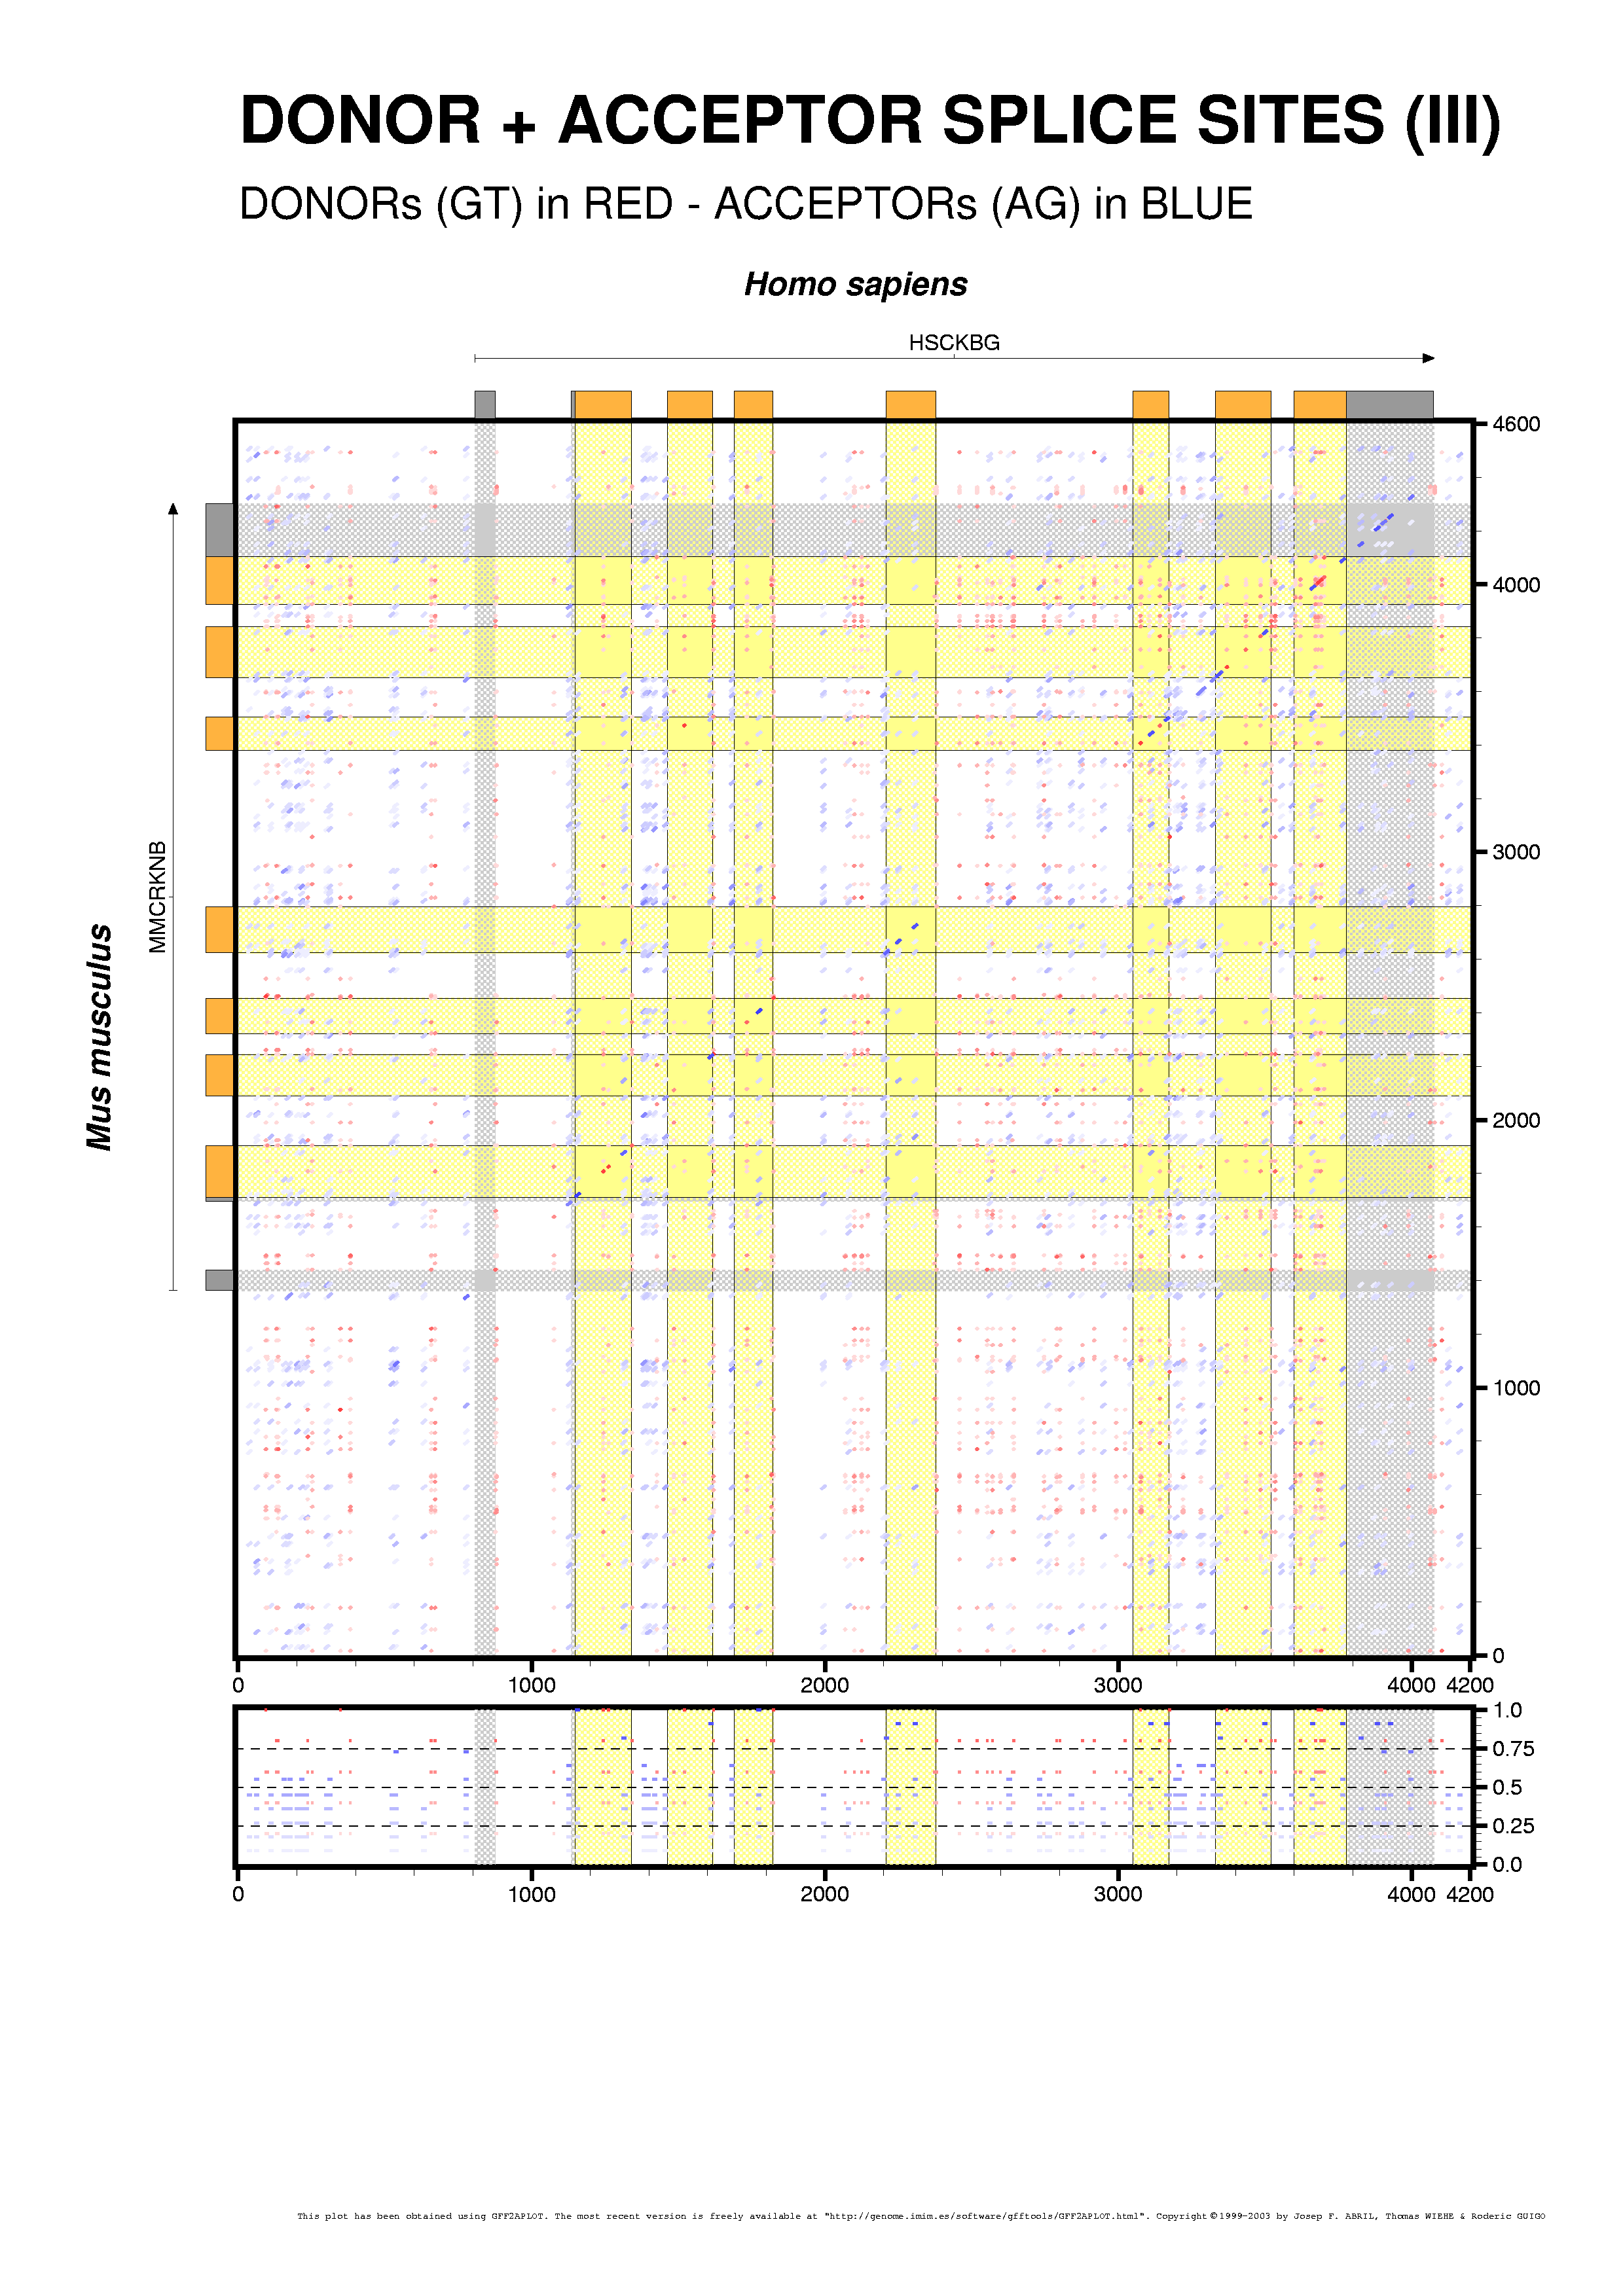 DONOR + ACCEPTOR SPLICE SITES (III)
DONORs (GT) in RED - ACCEPTORs (AG) in BLUE
Homo sapiens
HSCKBG
Mus musculus
MMCRKNB
4600
4000
3000
2000
1000
0
0 1000 2000 3000 4000 4200
1.0
0.75
0.5
0.25
0.0
0 1000 2000 3000 4000 4200
This plot has been obtained using GFF2APLOT. The most recent version is freely available at "http://genome.imim.es/software/gfftools/GFF2APLOT.html". Copyright ©1999-2003 by Josep F. ABRIL, Thomas WIEHE & Roderic GUIGO